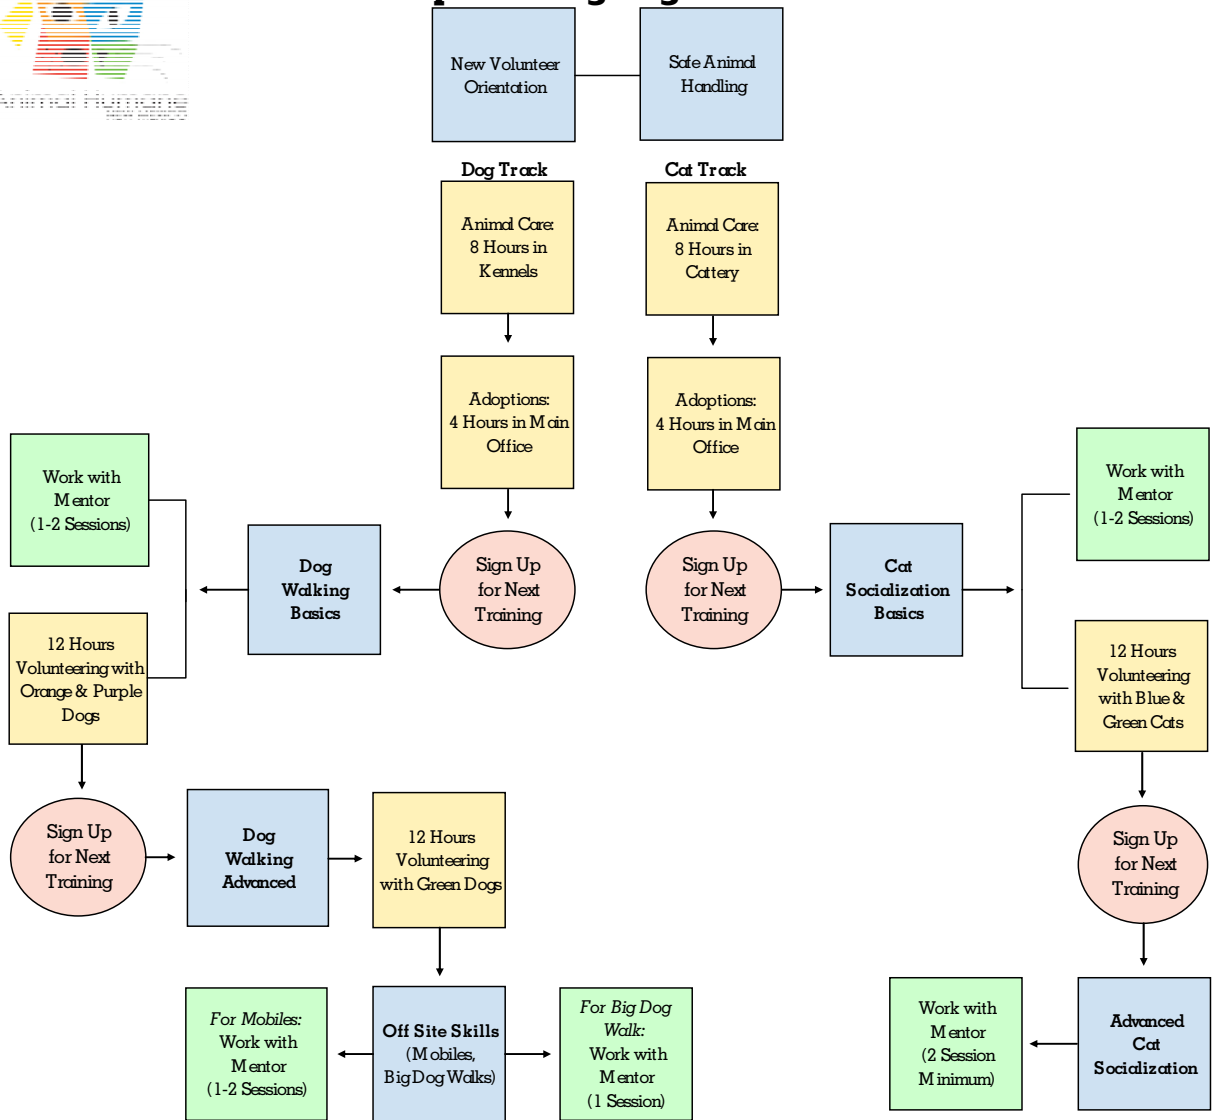 New Volunteer
Orientation
Safe Animal
Handling
Dog Track
Cat Track
Animal Care:
8 Hours in
Kennels
Animal Care:
8 Hours in
Cattery
Adoptions:
4 Hours in Main
Office
Adoptions:
4 Hours in Main
Office
Work with
Mentor
(1-2 Sessions)
Work with
Mentor
(1-2 Sessions)
Dog
Walking
Basics
Sign Up
for Next
Training
Sign Up
for Next
Training
Cat
Socialization
Basics
12 Hours
Volunteering with
Orange & Purple
Dogs
12 Hours
Volunteering
with Blue &
Green Cats
Sign Up
for Next
Training
Dog
Walking
Advanced
12 Hours
Volunteering
with Green Dogs
Sign Up
for Next
Training
For Mobiles:
Work with
Mentor
(1-2 Sessions)
Off Site Skills
(Mobiles,
Big Dog Walks)
For Big Dog
Walk:
Work with
Mentor
(1 Session)
Work with
Mentor
(2 Session
Minimum)
Advanced
Cat
Socialization